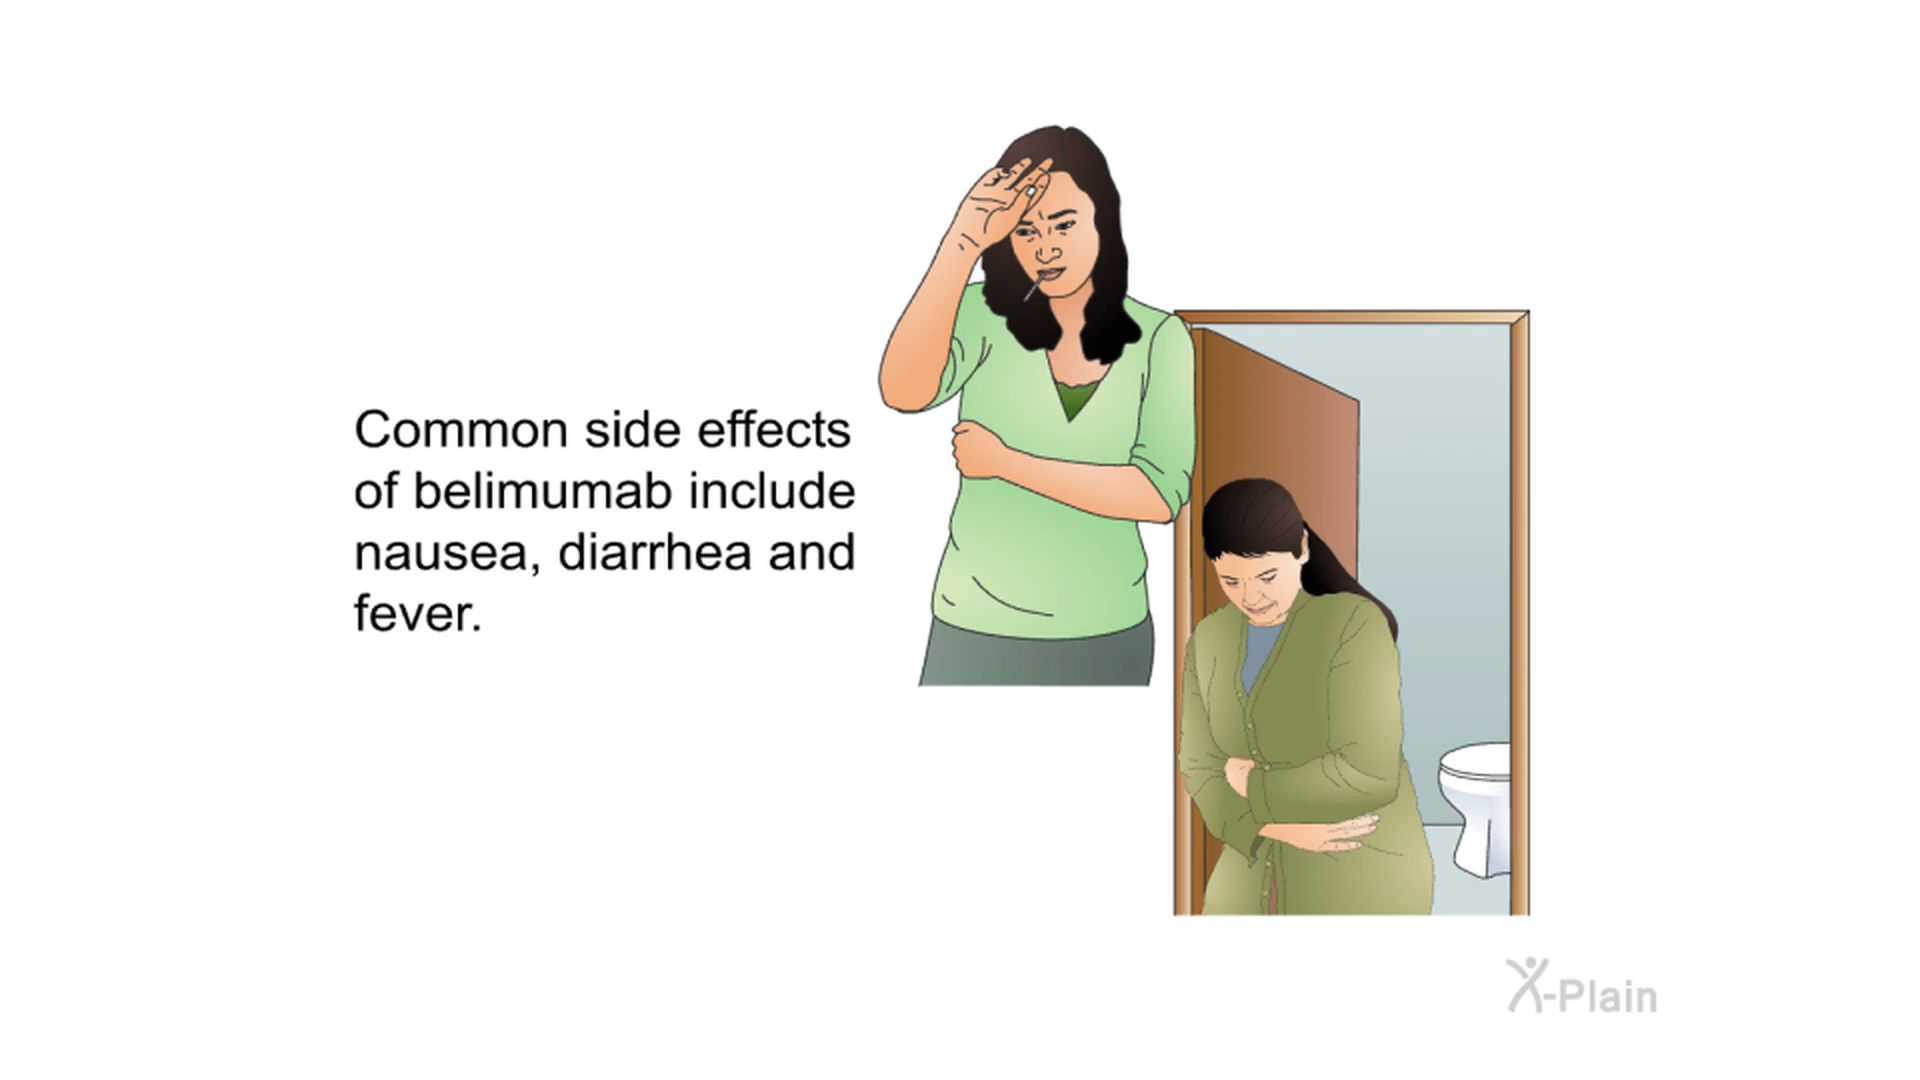 Common side effects
of belimumab include
nausea, diarrhea and
fever.
X-Plain